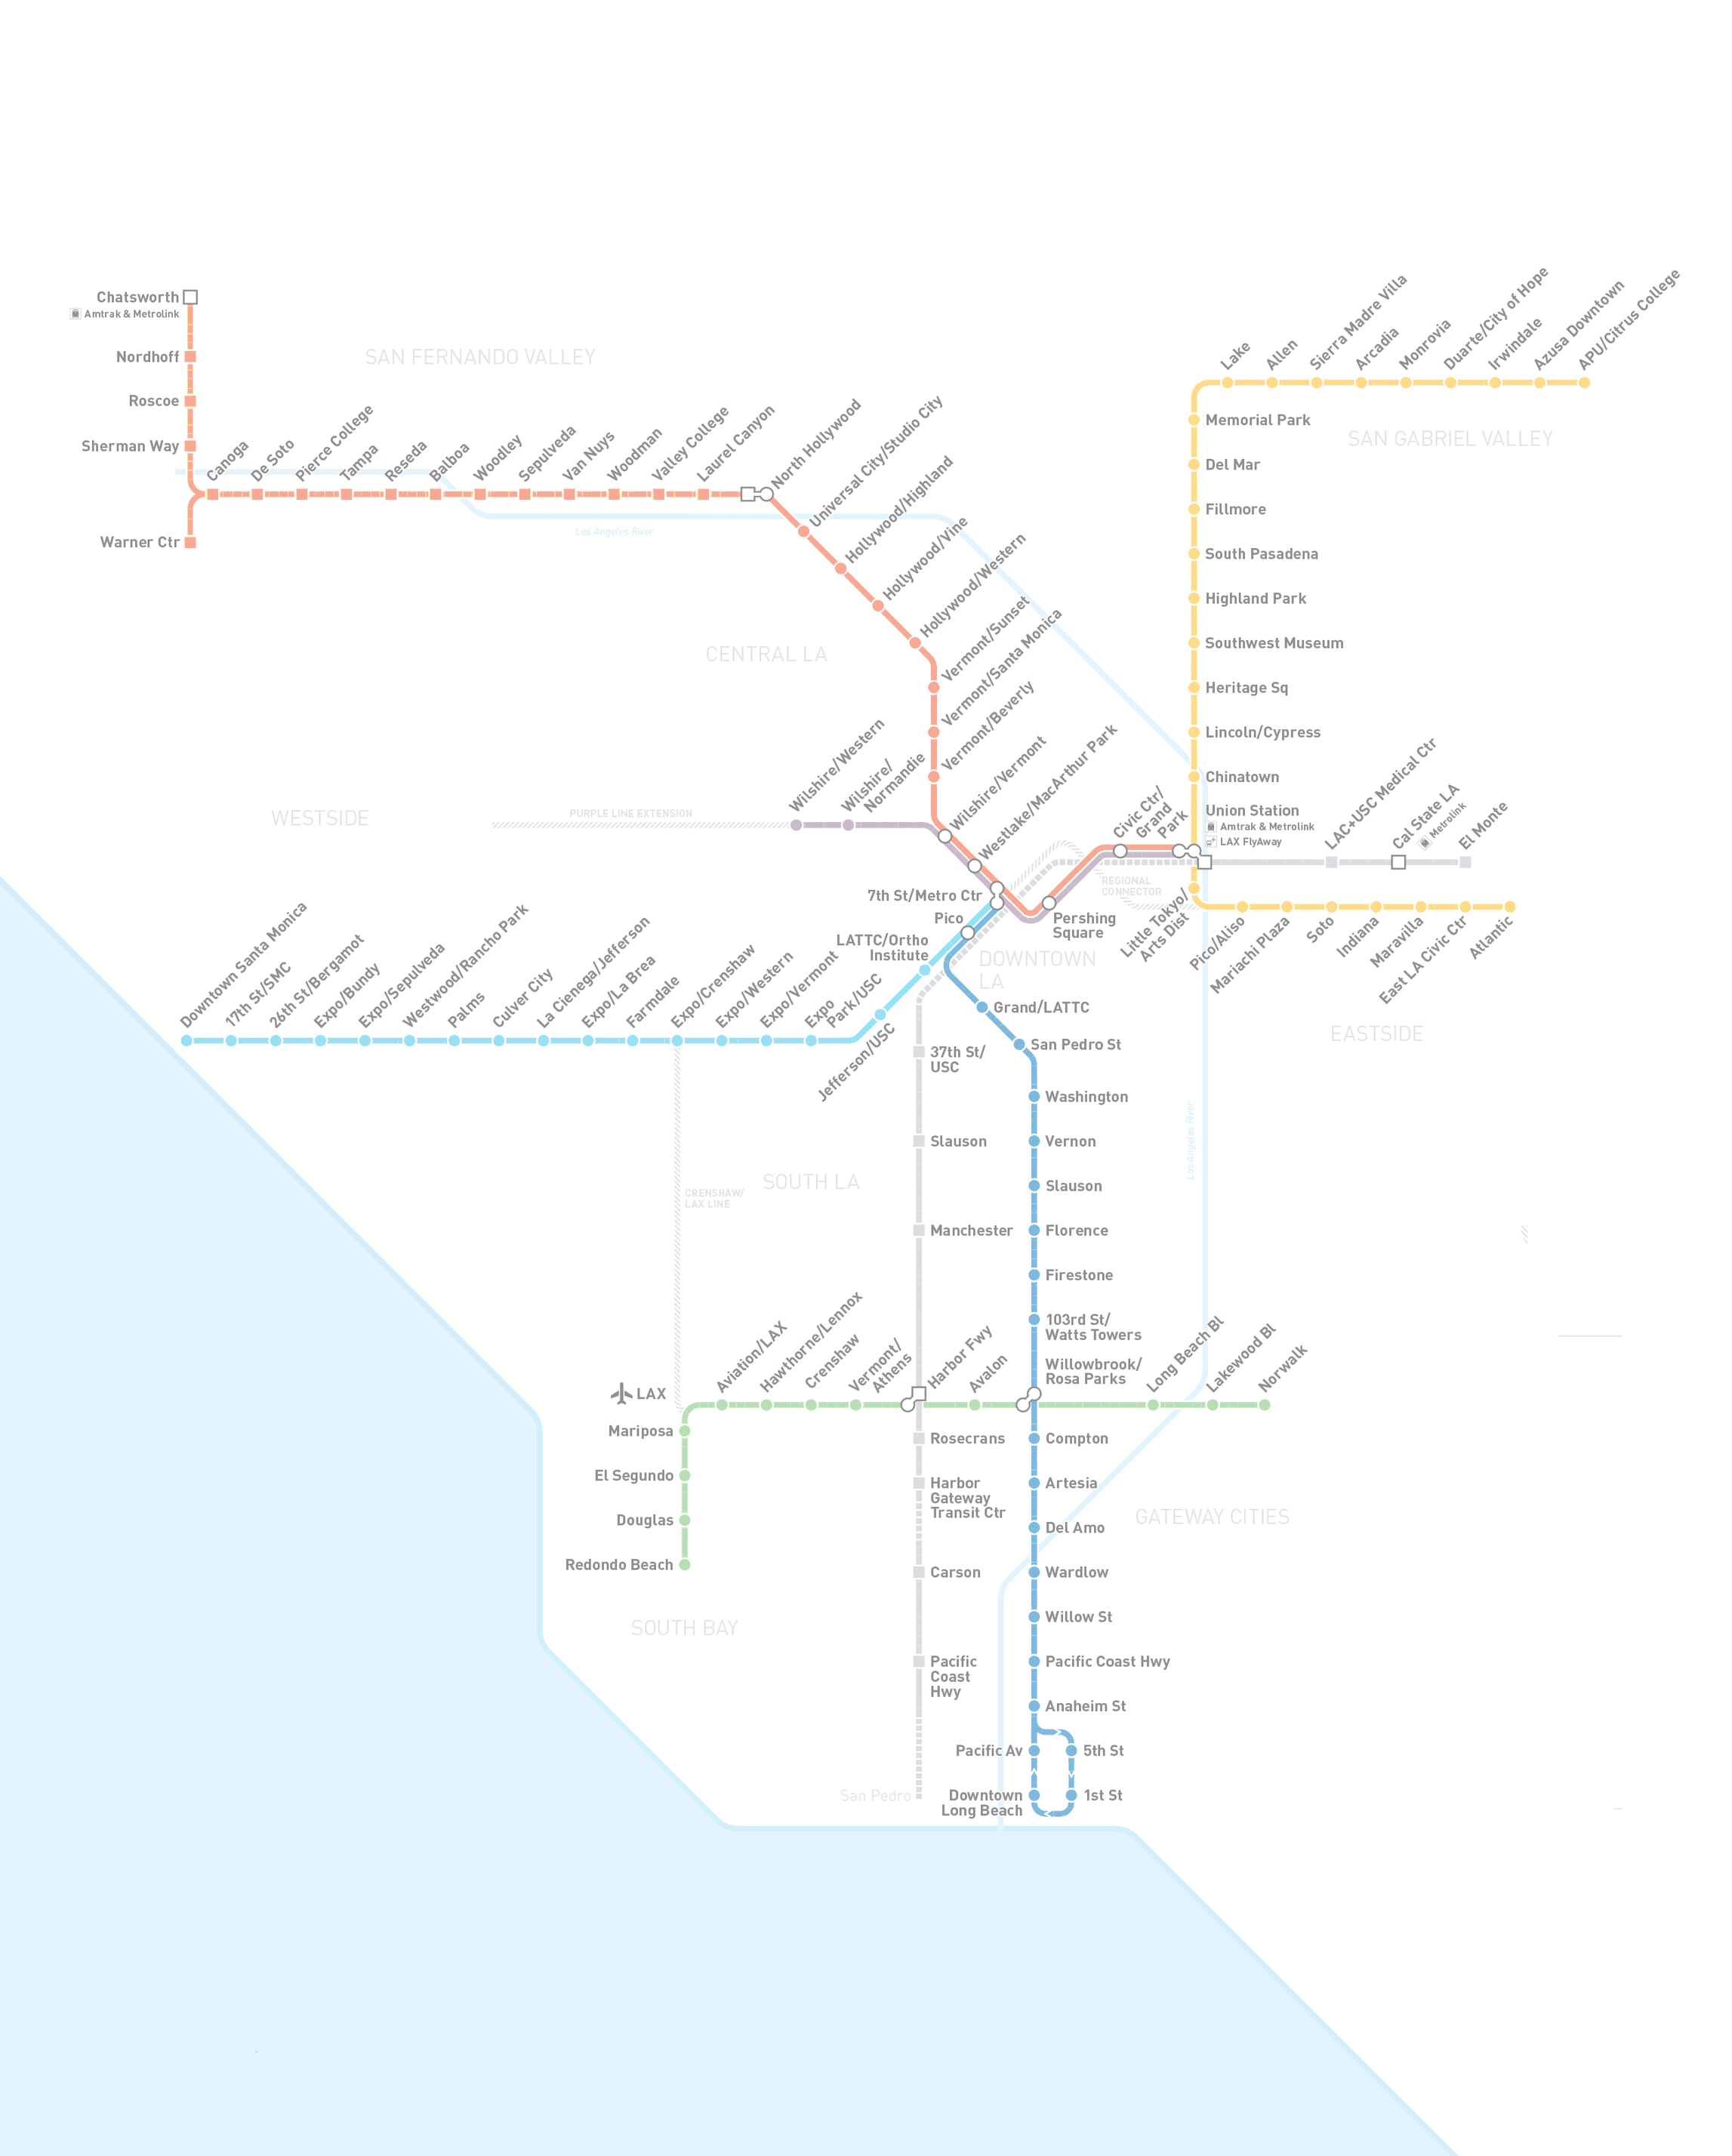 Chatsworth
Amtrak & Metrolink
Nordhoff
Roscoe
Sherman Way
Warner Ctr
SAN FERNANDO VALLEY
Canoga
De Soto
Pierce College
Tampa
Reseda
Balboa
Woodley
Sepulveda
Van Nuys
Woodman
Valley College
Laurel Canyon
North Hollywood
Universal City/Studio City
Hollywood/Highland
Hollywood/Vine
Hollywood/Western
Vermont/Sunset
Vermont/Santa Monica
Vermont/Beverly
Los Angeles River
Lake
Allen
Sierra Madre Villa
Arcadia
Monrovia
Duarte/City of Hope
Irwindale
Azusa Downtown
APU/Citrus College
SAN GABRIEL VALLEY
Memorial Park
Del Mar
Fillmore
South Pasadena
Highland Park
Southwest Museum
Heritage Sq
Lincoln/Cypress
Chinatown
Union Station
Amtrak & Metrolink
LAX FlyAway
CENTRAL LA
WESTSIDE
PURPLE LINE EXTENSION
Wilshire/Western
Wilshire/
Normandie
Wilshire/Vermont
Westlake/MacArthur Park
Civic Ctr/
Grand
Park
LAC+USC Medical Ctr
Cal State LA
Metrolink
El Monte
REGIONAL
CONNECTOR
7th St/Metro Ctr
Pico
Pershing
Square
LATTC/Ortho
Institute
DOWNTOWN
LA
Little Tokyo/
Arts Dist
Pico/Aliso
Mariachi Plaza
Soto
Indiana
Maravilla
East LA Civic Ctr
Atlantic
EASTSIDE
Downtown Santa Monica
17th St/SMC
26th St/Bergamot
Expo/Bundy
Expo/Sepulveda
Westwood/Rancho Park
Palms
Culver City
La Cienega/Jefferson
Expo/La Brea
Farmdale
Expo/Crenshaw
Expo/Western
Expo/Vermont
Expo
Park/USC
Jefferson/USC
Grand/LATTC
San Pedro St
37th St/
USC
Washington
Slauson
Vernon
Slauson
Manchester
Florence
Firestone
103rd St/
Watts Towers
Willowbrook/
Rosa Parks
Los Angeles River
SOUTH LA
CRENSHAW/
LAX LINE
LAX
Aviation/LAX
Hawthorne/Lennox
Crenshaw
Vermont/
Athens
Harbor Fwy
Avalon
Long Beach Bl
Lakewood Bl
Norwalk
Mariposa
El Segundo
Douglas
Redondo Beach
Rosecrans
Harbor
Gateway
Transit Ctr
Carson
Pacific
Coast
Hwy
San Pedro
Compton
Artesia
Del Amo
Wardlow
Willow St
Pacific Coast Hwy
Anaheim St
Pacific Av
5th St
Downtown
Long Beach
1st St
GATEWAY CITIES
SOUTH BAY